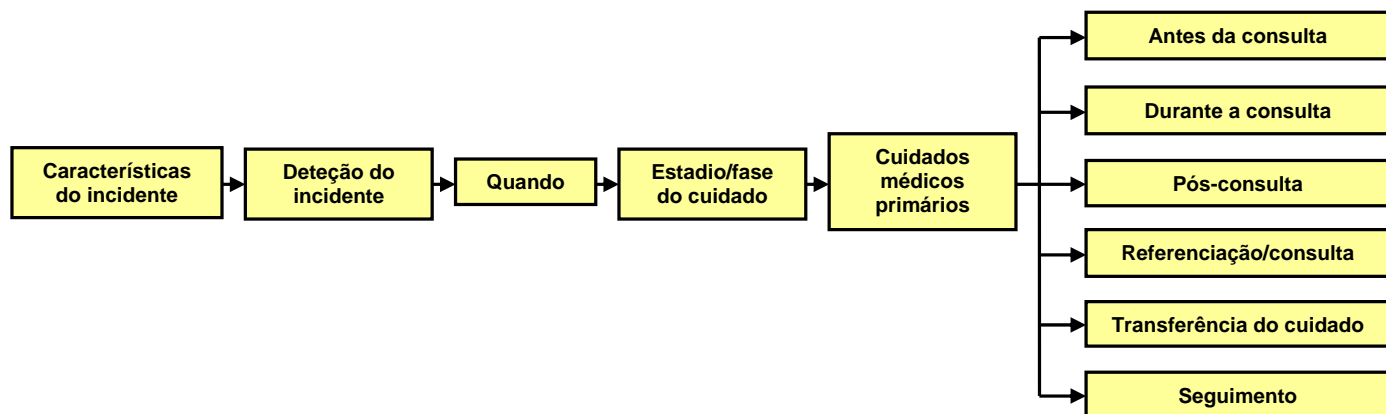 Características
do incidente
Deteção do
incidente
Quando
Estadio/fase
do cuidado
Cuidados
médicos
primários
Antes da consulta
Durante a consulta
Pós-consulta
Referenciação/consulta
Transferência do cuidado
Seguimento